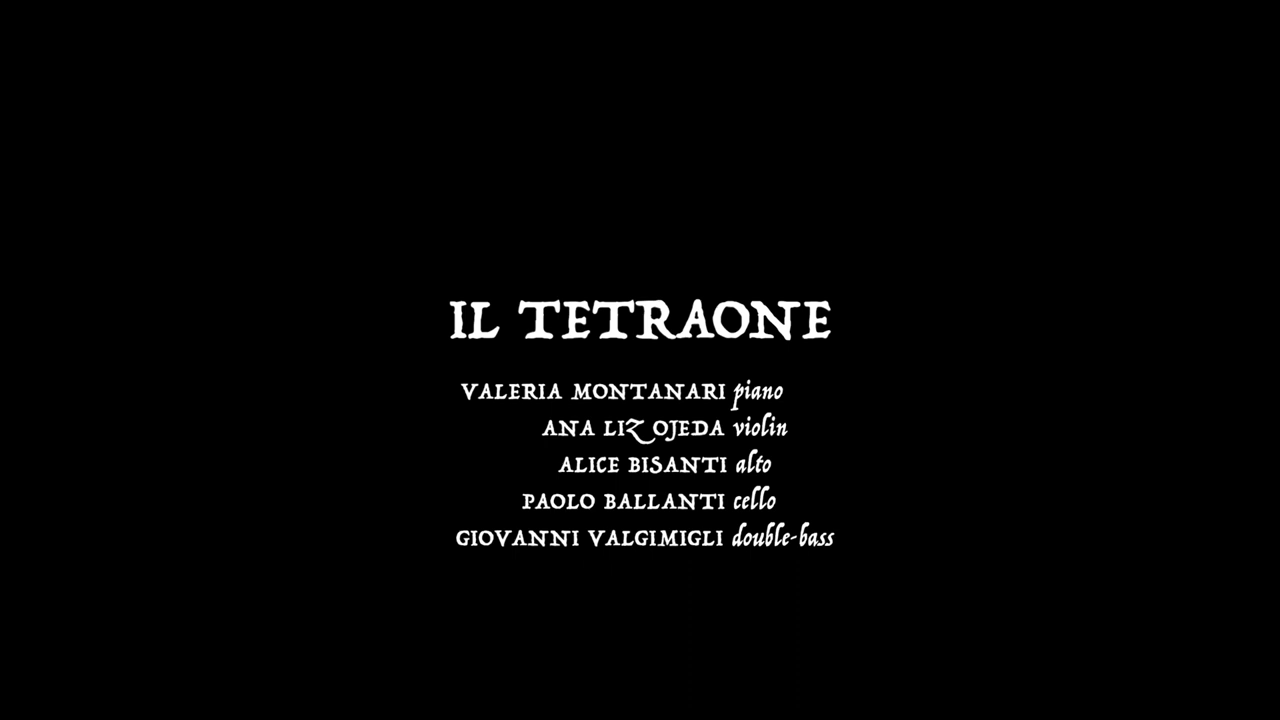 IL TETRAONE
VALERIA MONTANARI piano
ANA LIZ OJEDA violin
ALICE BISANTI alto
PAOLO BALLANTI cello
GIOVANNI VALGIMIGLI double-bass